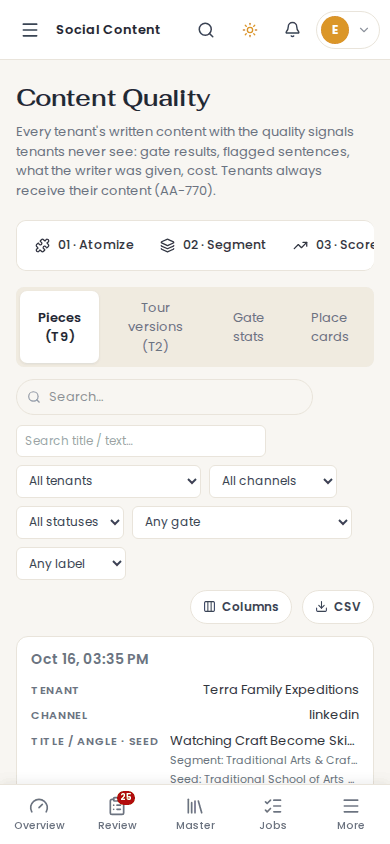 Social Content
E
Content Quality
Every tenant's written content with the quality signals
tenants never see: gate results, flagged sentences,
what the writer was given, cost. Tenants always
receive their content (AA-770).
01 · Atomize
02 · Segment
03 · Score
Pieces
(T9)
Tour
versions
(T2)
Gate
stats
Place
cards
Search...
Search title / text...
All tenants
All channels
All statuses
Any gate
Any label
Columns
CSV
Oct 16, 03:35 PM
TENANT
Terra Family Expeditions
CHANNEL
linkedin
TITLE / ANGLE · SEED
Watching Craft Become Ski...
Segment: Traditional Arts & Craf...
Seed: Traditional School of Arts ...
26
Overview
Review
Master
Jobs
More